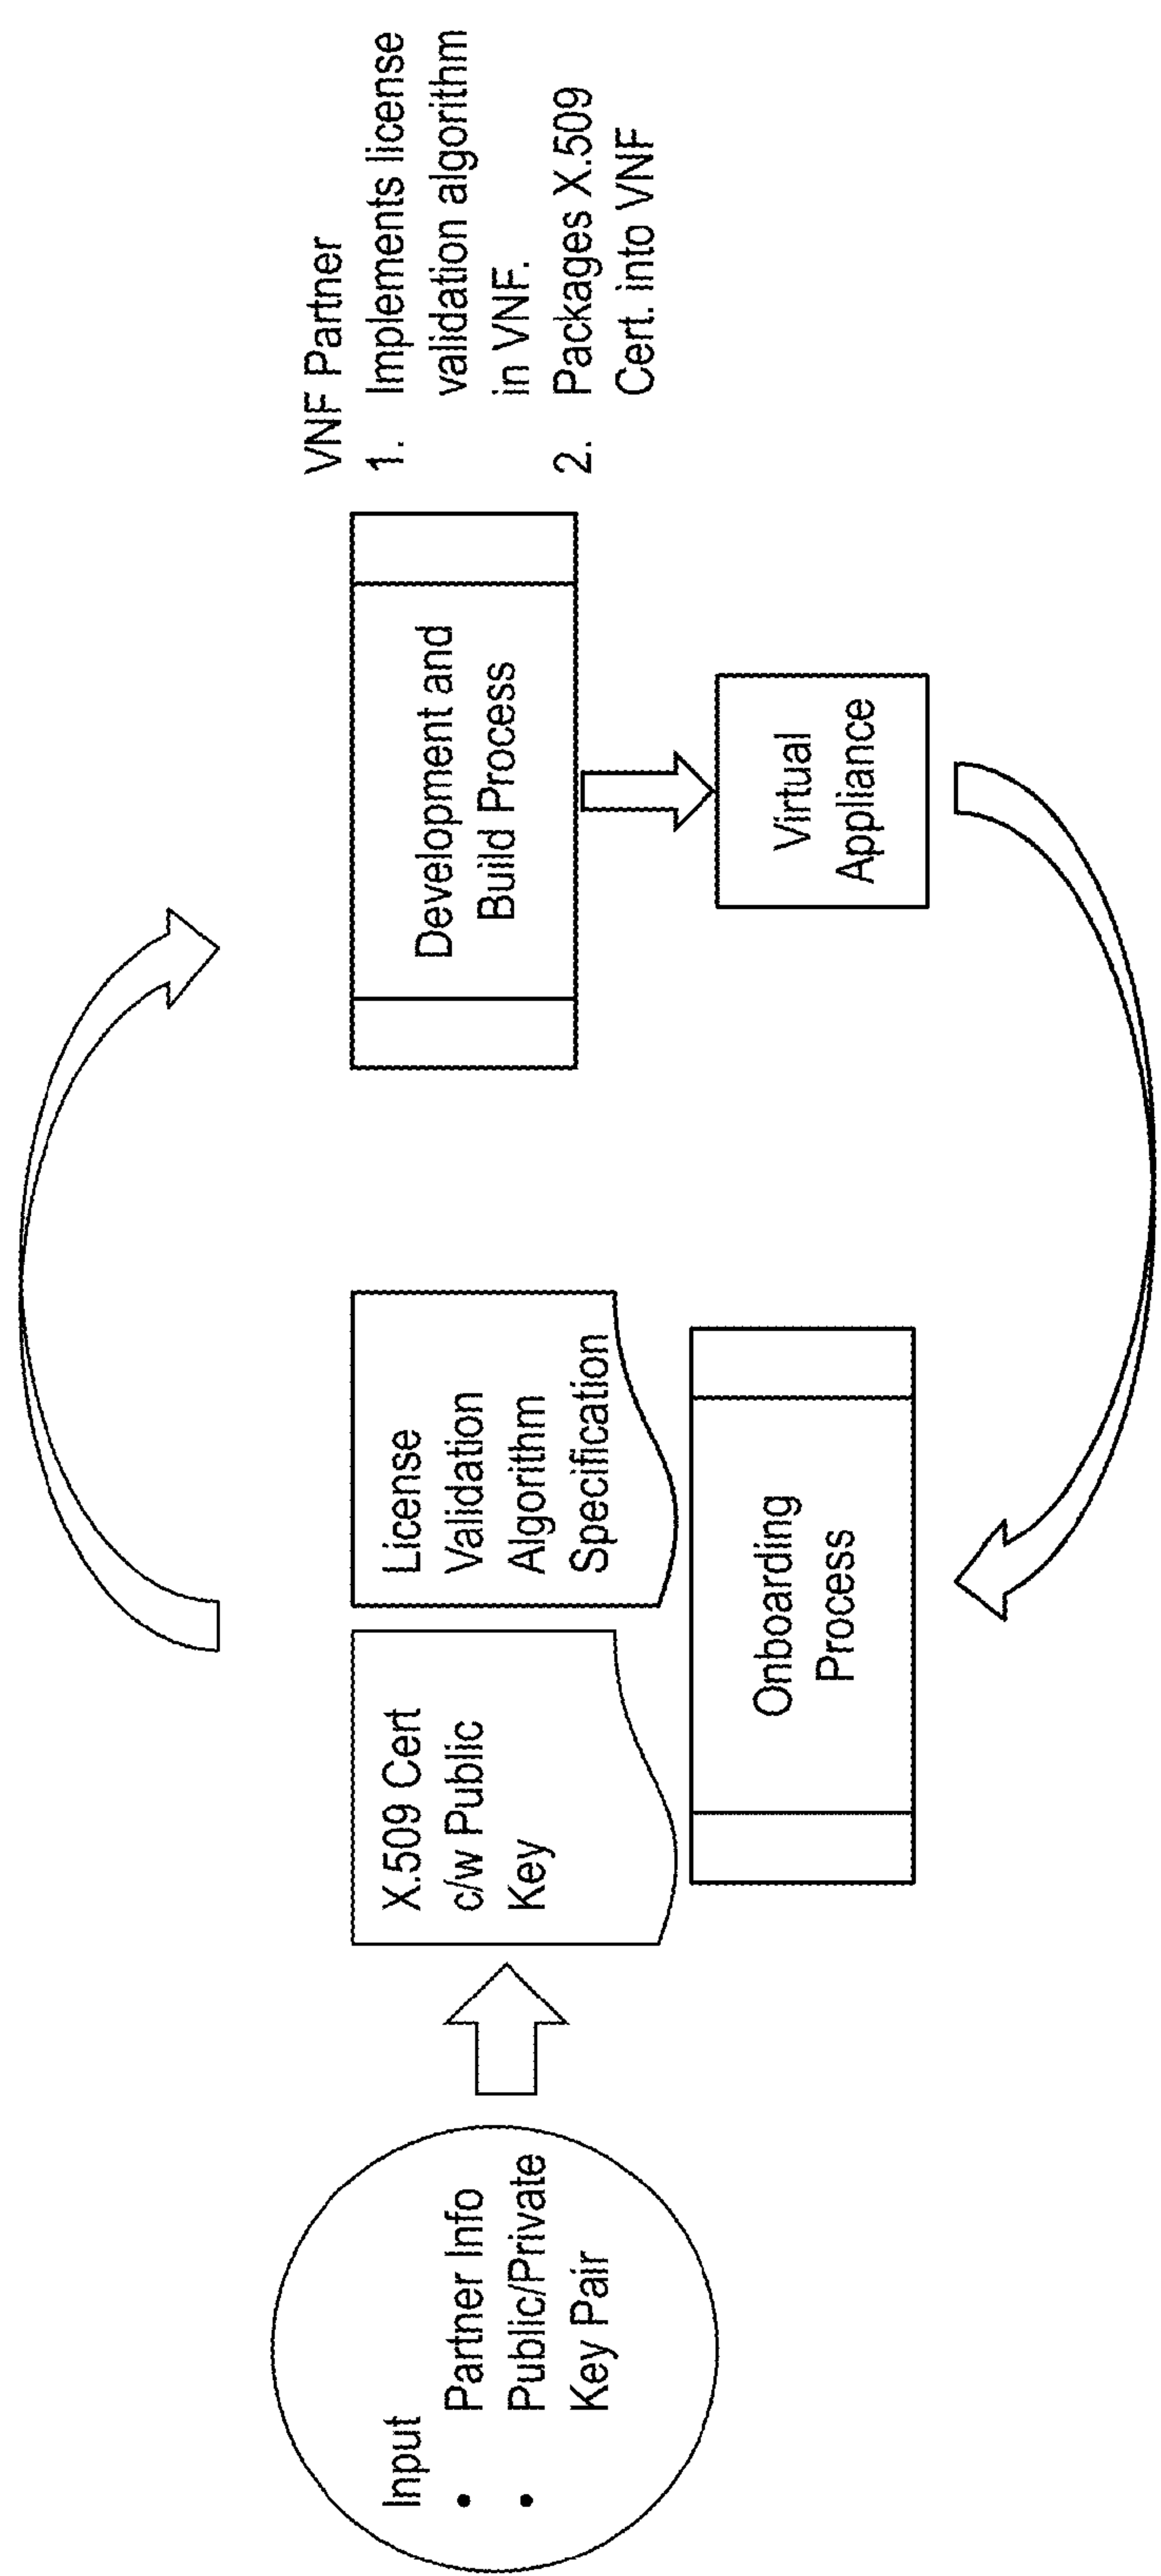 Input
• Partner Info
• Public/Private
Key Pair
X.509 Cert
c/w Public
Key
License
Validation
Algorithm
Specification
Onboarding
Process
Development and
Build Process
Virtual
Appliance
VNF Partner
1. Implements license
validation algorithm
in VNF.
2. Packages X.509
Cert. into VNF